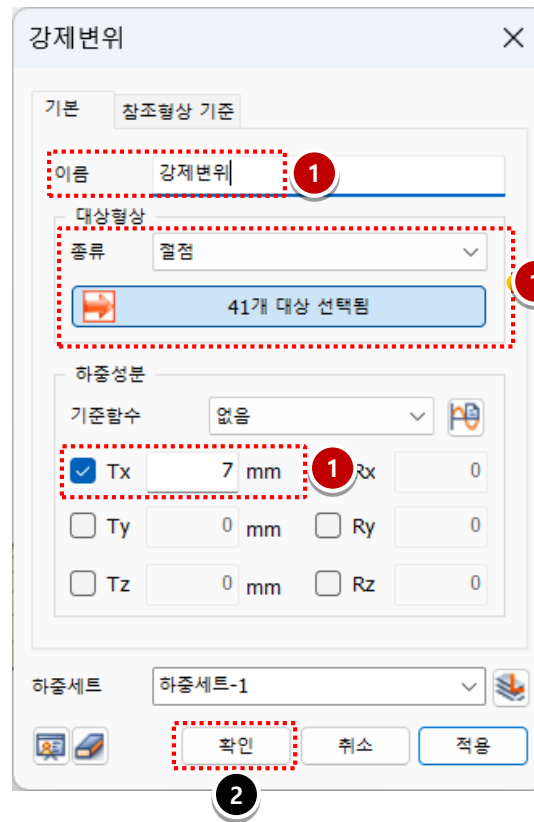 강제변위
기본 참조형상 기준
이름 강제변위 1
대상형상
종류 절점
41개 대상 선택됨 1
하중성분
기준함수 없음
Tx 7 mm 1 Rx 0
Ty 0 mm Ry 0
Tz 0 mm Rz 0
하중세트 하중세트-1
확인 취소 적용
2